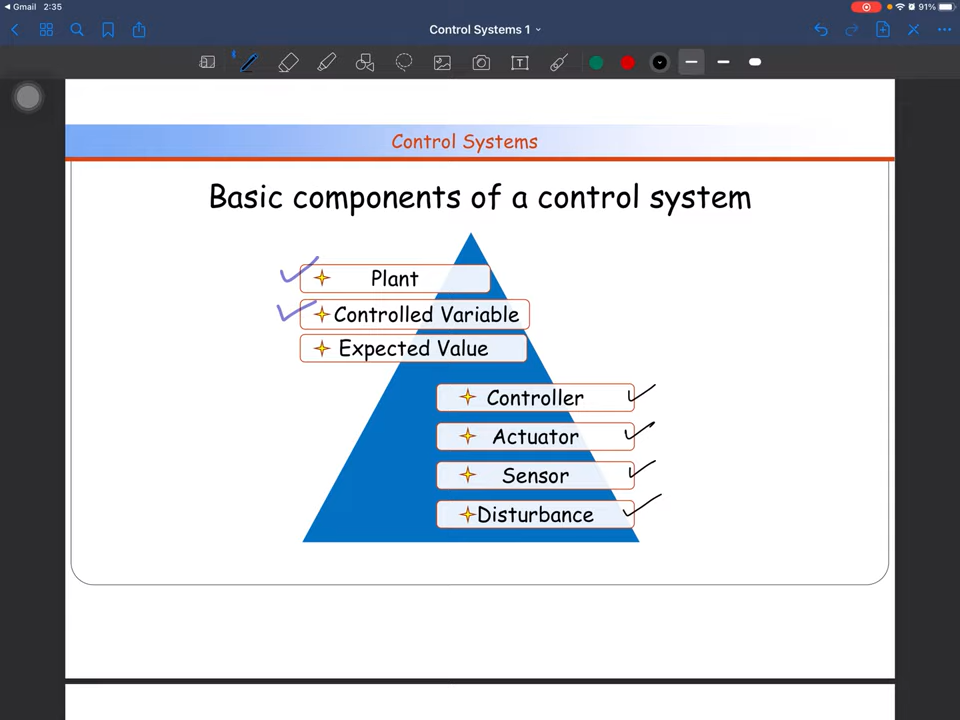 Gmail 2:35
91%
Control Systems 1
T
Control Systems
Basic components of a control system
Plant
Controlled Variable
Expected Value
Controller
Actuator
Sensor
Disturbance